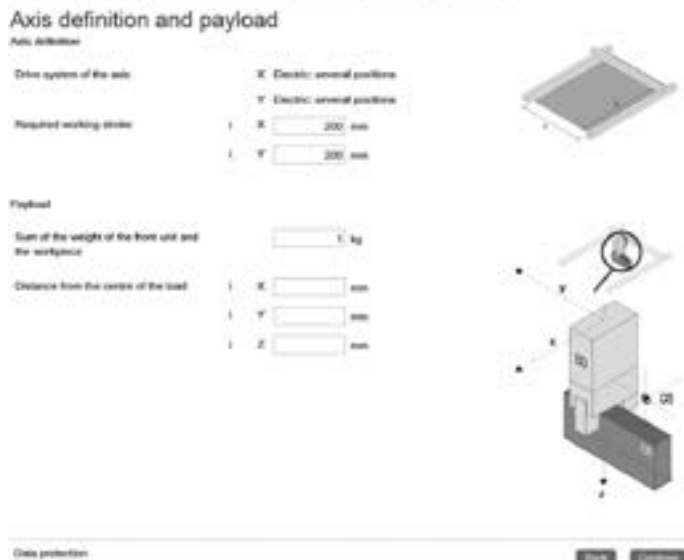 Axis definition and payload
Axis definition
Drive system of the axis X Electric: several positions
Y Electric: several positions
Required working stroke i X 200 mm
i Y 200 mm
Payload
Sum of the weight of the front unit and
the workpiece
kg
Distance from the centre of the load i X mm
i Y mm
i Z mm
y
x
[2]
z
Data protection
Back Continue